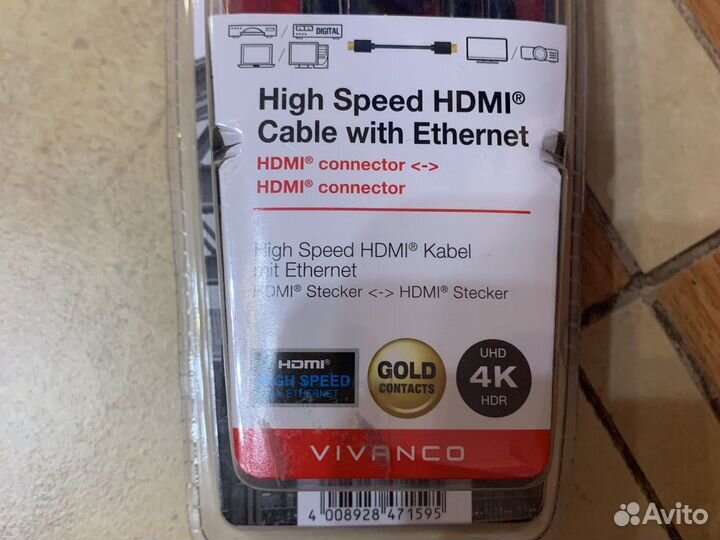 DIGITAL
High Speed HDMI®
Cable with Ethernet
HDMI® connector <->
HDMI® connector
High Speed HDMI® Kabel
mit Ethernet
HDMI® Stecker <-> HDMI® Stecker
HDMI®
HIGH SPEED
ETHERNET
GOLD
CONTACTS
UHD
4K
HDR
VIVANCO
4 008928 471595
Avito